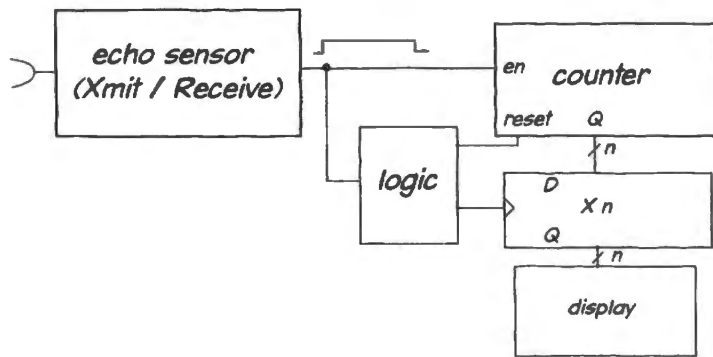 echo sensor
(Xmit / Receive)
en
counter
reset Q
n
logic
D
X n
Q
n
display